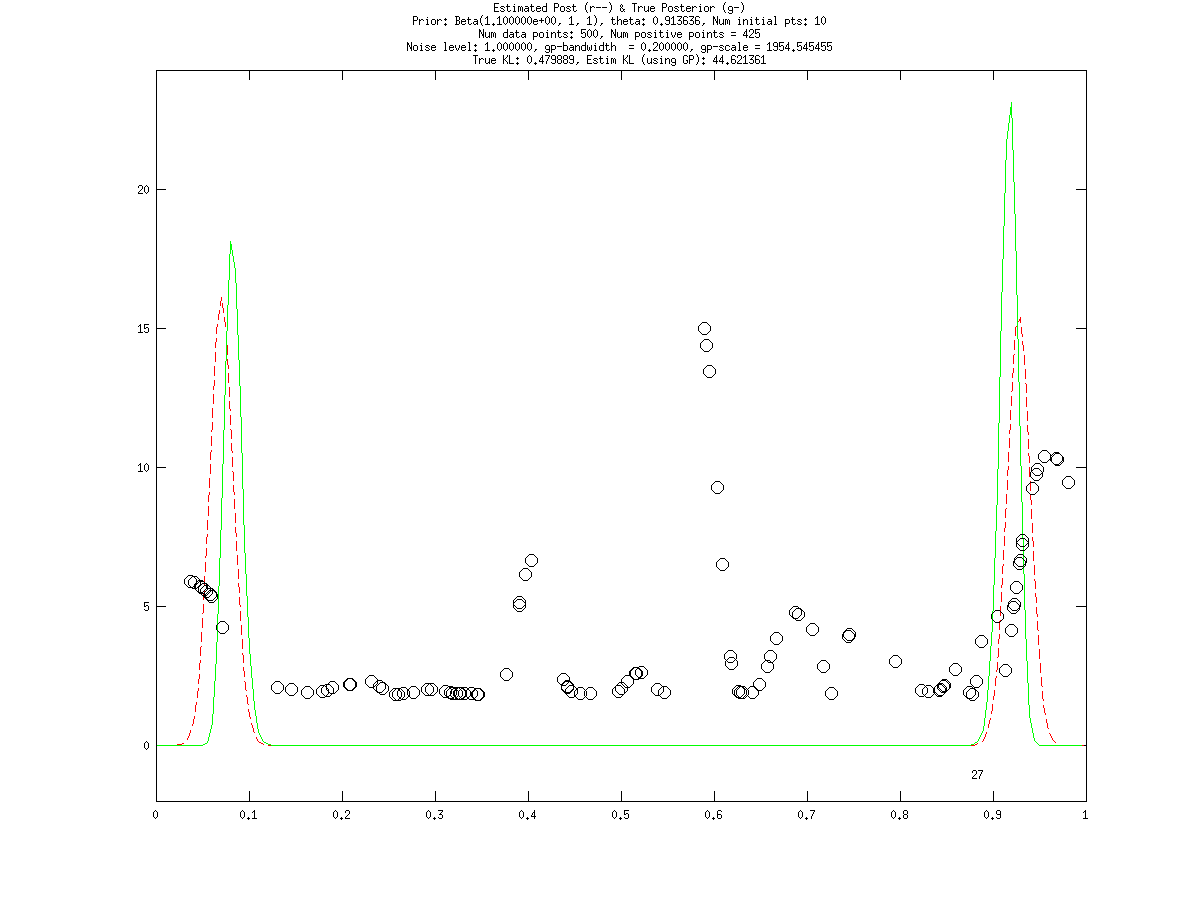 Estimated Post (r--) & True Posterior (g-)
Prior: Beta(1.100000e+00, 1, 1), theta: 0.913636, Num initial pts: 10
Num data points: 500, Num positive points = 425
Noise level: 1.000000, gp-bandwidth  = 0.200000, gp-scale = 1954.545455
True KL: 0.479889, Estim KL (using GP): 44.621361
20
15
10
5
0
27
0 0.1 0.2 0.3 0.4 0.5 0.6 0.7 0.8 0.9 1